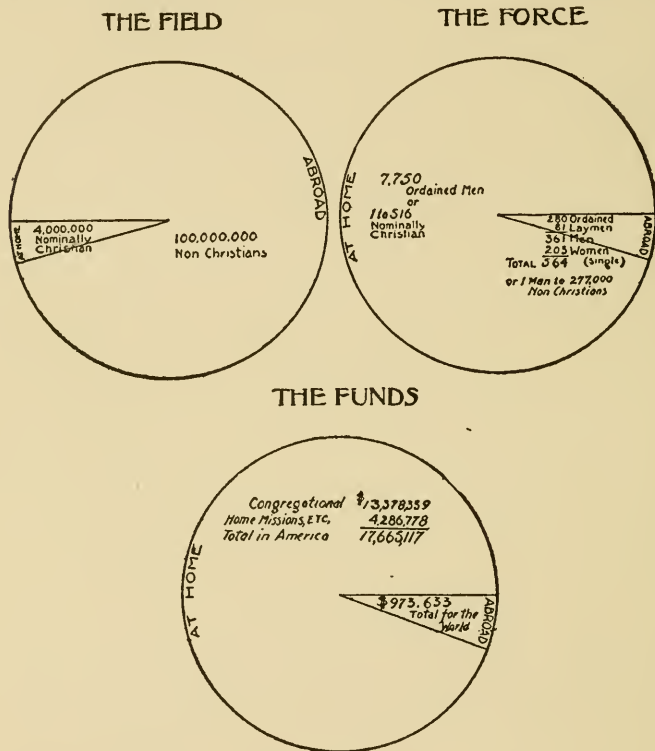 THE FIELD
ABROAD
AT HOME
4,000.000
Nominally
Christian
100,000.000
Non Christians
THE FORCE
AT HOME
7,750
Ordained Men
or
1 to 516
Nominally
Christian
280 Ordained
81 Laymen
361 Men
203 Women
TOTAL 564 (single)
or 1 Man to 277,000
Non Christians
ABROAD
THE FUNDS
AT HOME
Congregational $13,378,339
Home Missions, ETC, 4,286,778
Total in America 17,665,117
$973.633
Total for the
World
ABROAD